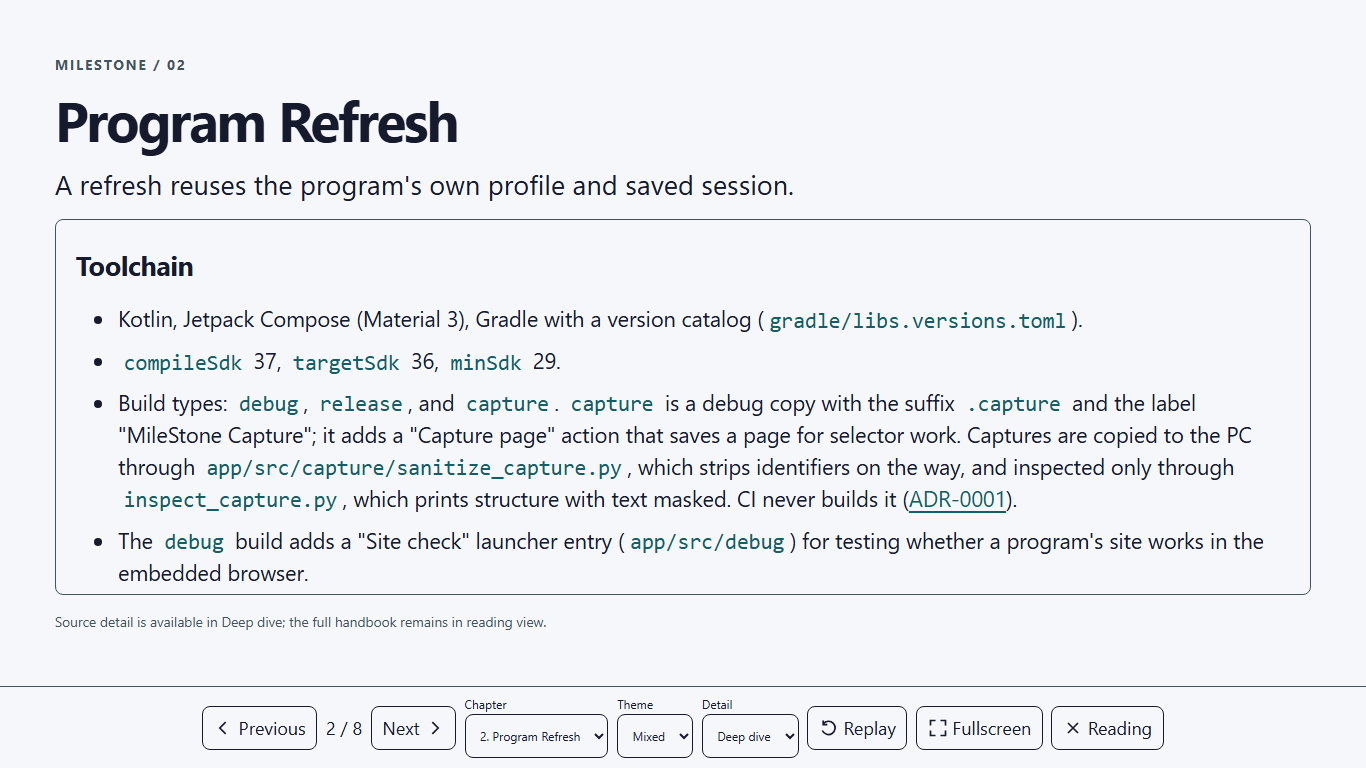 MILESTONE / 02
Program Refresh
A refresh reuses the program's own profile and saved session.
Toolchain
Kotlin, Jetpack Compose (Material 3), Gradle with a version catalog ( gradle/libs.versions.toml ).
compileSdk 37, targetSdk 36, minSdk 29.
Build types: debug, release, and capture. capture is a debug copy with the suffix .capture and the label
"MileStone Capture"; it adds a "Capture page" action that saves a page for selector work. Captures are copied to the PC
through app/src/capture/sanitize_capture.py, which strips identifiers on the way, and inspected only through
inspect_capture.py, which prints structure with text masked. CI never builds it (ADR-0001).
The debug build adds a "Site check" launcher entry ( app/src/debug ) for testing whether a program's site works in the
embedded browser.
Source detail is available in Deep dive; the full handbook remains in reading view.
Chapter Theme Detail
Previous 2 / 8 Next 2. Program Refresh Mixed Deep dive Replay Fullscreen Reading